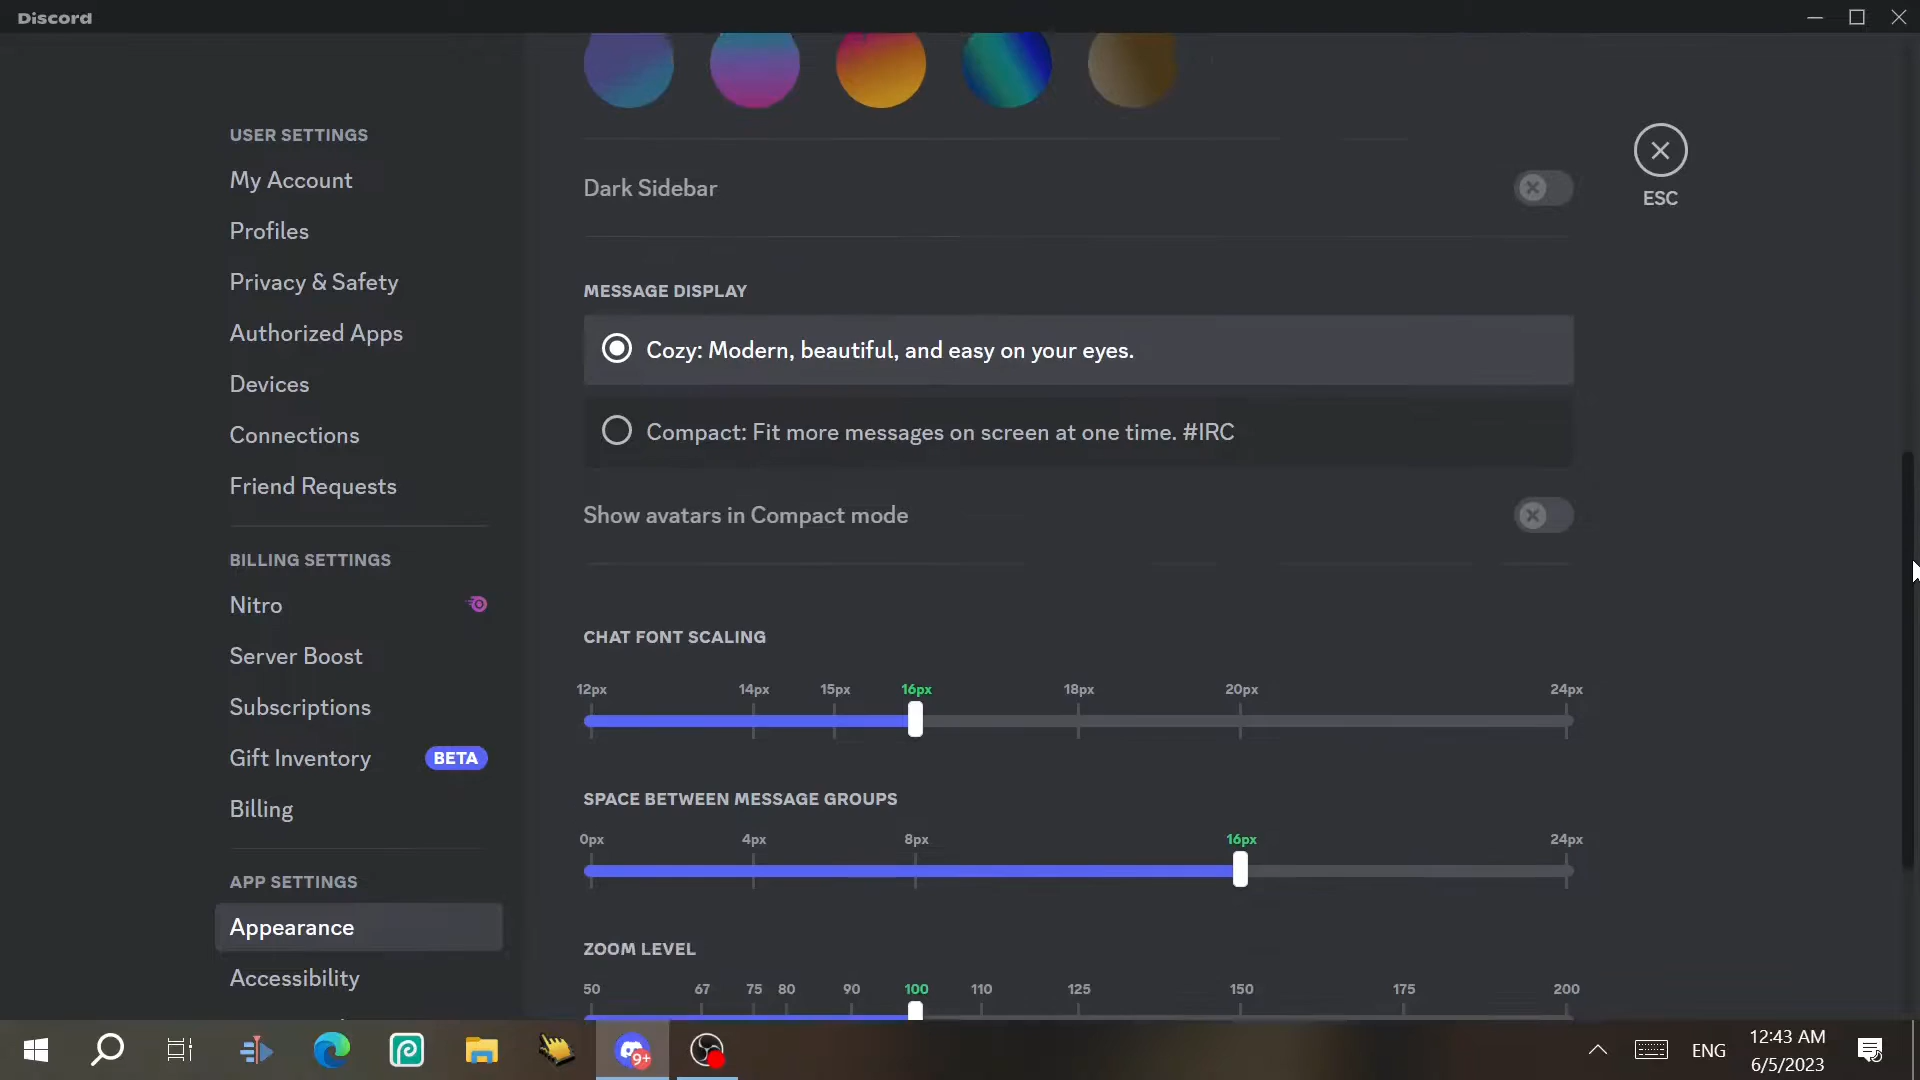 Discord
USER SETTINGS
My Account
Profiles
Privacy & Safety
Authorized Apps
Devices
Connections
Friend Requests
BILLING SETTINGS
Nitro
Server Boost
Subscriptions
Gift Inventory BETA
Billing
APP SETTINGS
Appearance
Accessibility
Dark Sidebar
ESC
MESSAGE DISPLAY
Cozy: Modern, beautiful, and easy on your eyes.
Compact: Fit more messages on screen at one time. #IRC
Show avatars in Compact mode
CHAT FONT SCALING
12px 14px 15px 16px 18px 20px 24px
SPACE BETWEEN MESSAGE GROUPS
0px 4px 8px 16px 24px
ZOOM LEVEL
50 67 75 80 90 100 110 125 150 175 200
9+
ENG
12:43 AM
6/5/2023